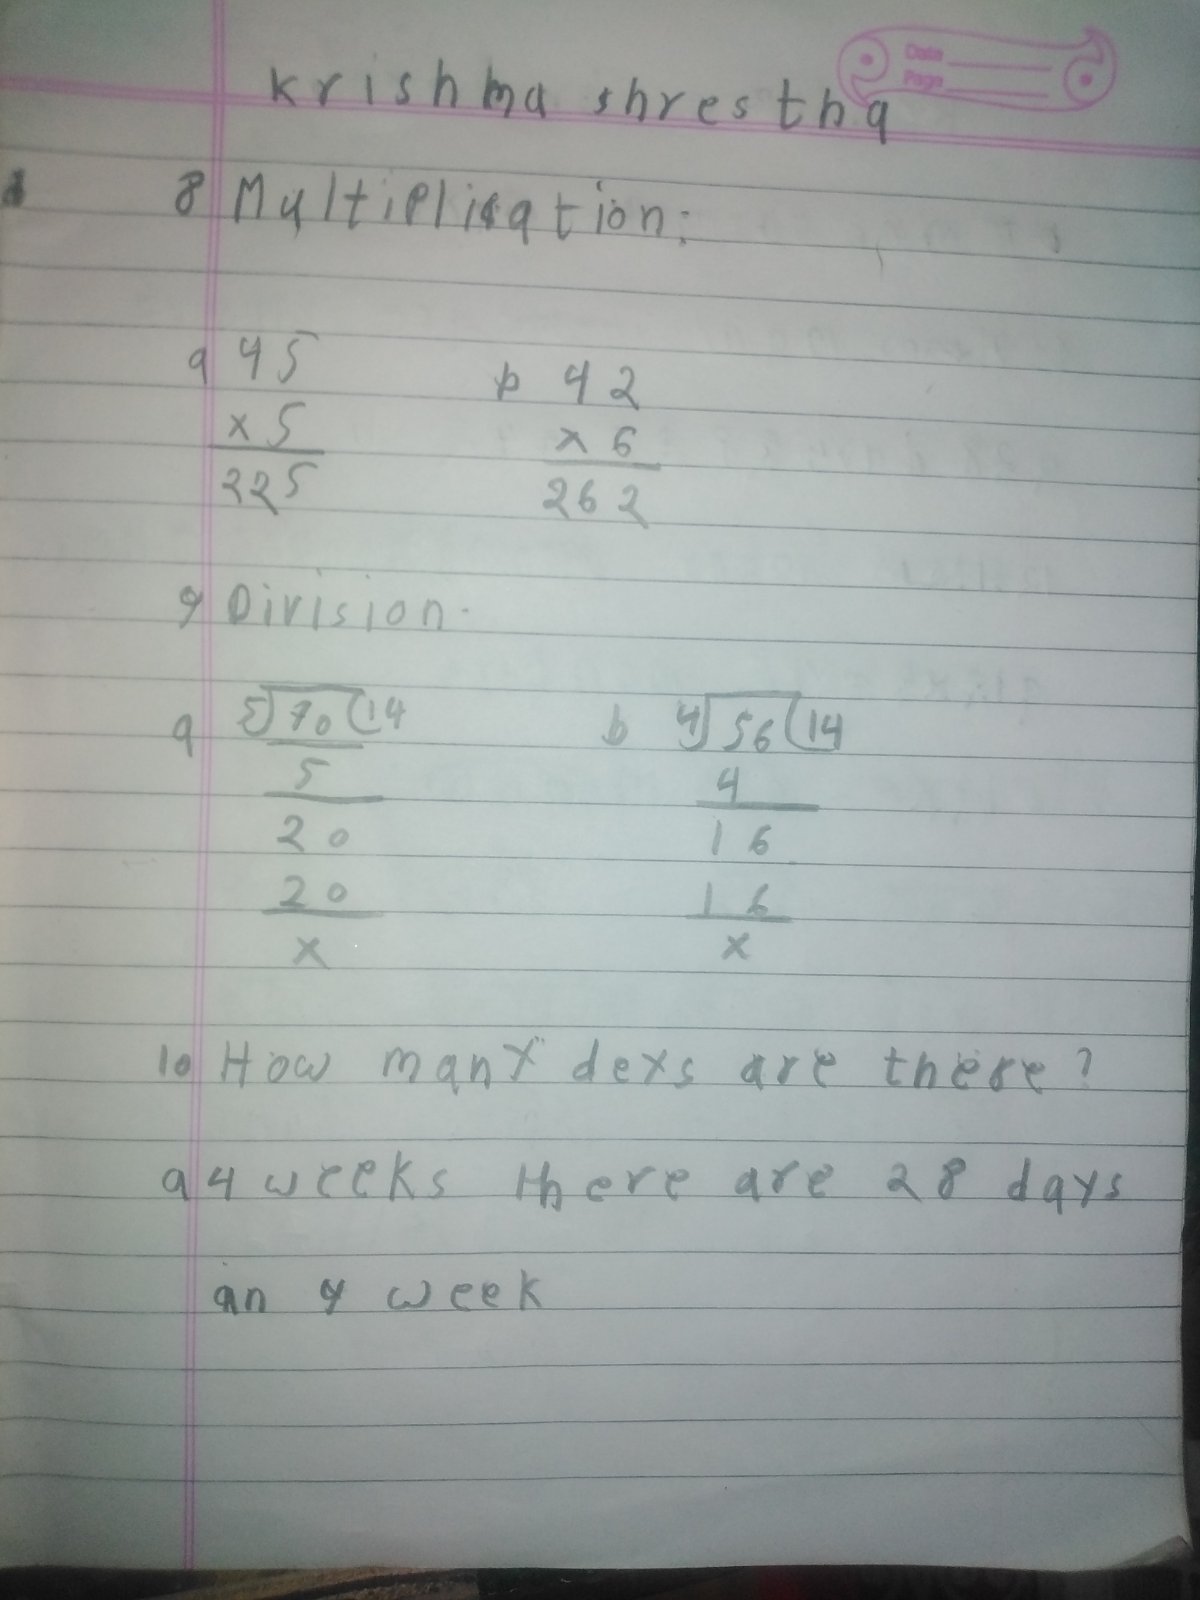 Date
Page
Krishma shrestha
8 Multiplication:
a 45
x 5
225
b 42
x 6
262
9 Division.
a 5)70(14
5
20
20
x
b 4)56(14
4
16
16
x
10 How many deys are there?
a 4 weeks there are 28 days
an 4 week